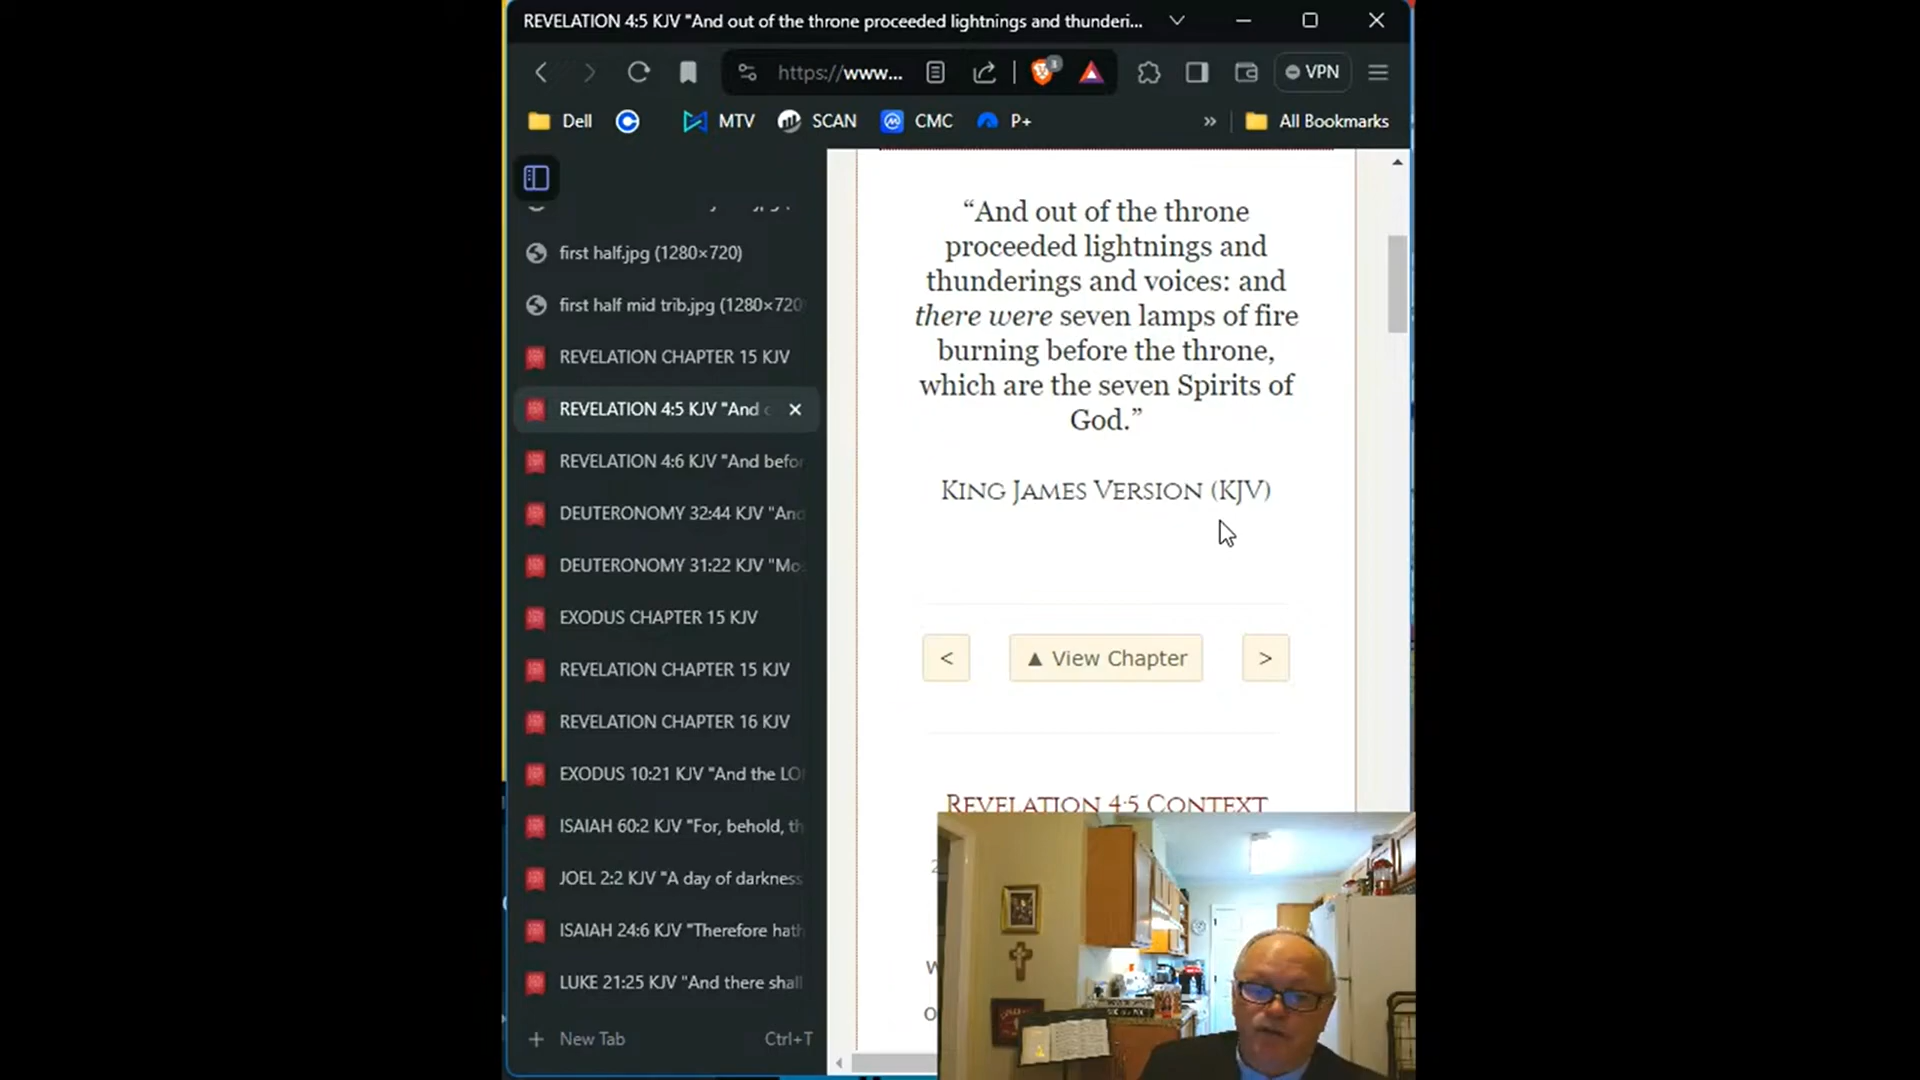 REVELATION 4:5 KJV "And out of the throne proceeded lightnings and thunderi...
https://www...
3
VPN
Dell
MTV
SCAN
CMC
P+
»
All Bookmarks
first half.jpg (1280×720)
first half mid trib.jpg (1280×720
REVELATION CHAPTER 15 KJV
REVELATION 4:5 KJV "And
REVELATION 4:6 KJV "And befor
DEUTERONOMY 32:44 KJV "And
DEUTERONOMY 31:22 KJV "Mo
EXODUS CHAPTER 15 KJV
REVELATION CHAPTER 15 KJV
REVELATION CHAPTER 16 KJV
EXODUS 10:21 KJV "And the LO
ISAIAH 60:2 KJV "For, behold, th
JOEL 2:2 KJV "A day of darkness
ISAIAH 24:6 KJV "Therefore hath
LUKE 21:25 KJV "And there shall
+ New Tab Ctrl+T
“And out of the throne
proceeded lightnings and
thunderings and voices: and
there were seven lamps of fire
burning before the throne,
which are the seven Spirits of
God.”
King James Version (KJV)
<
▲ View Chapter
>
Revelation 4:5 Context